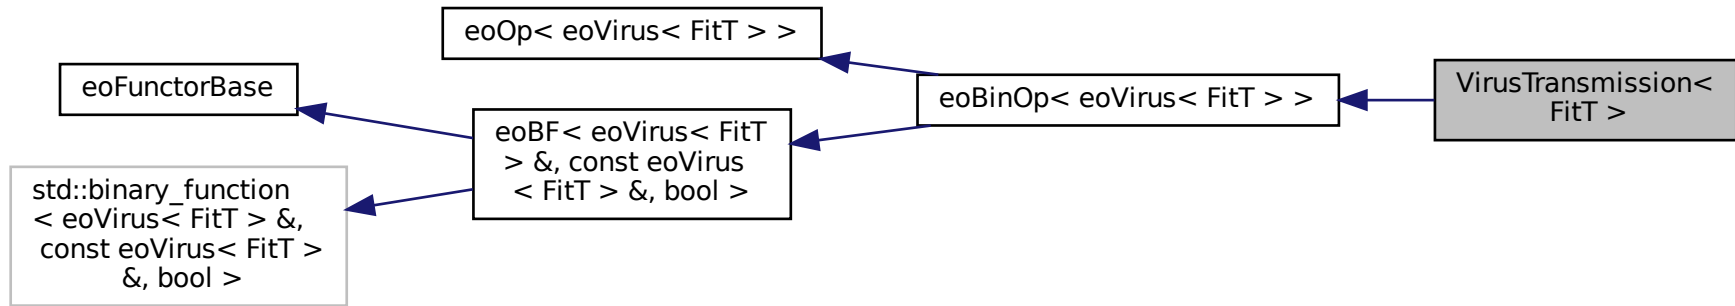 eoOp< eoVirus< FitT > >
eoFunctorBase
eoBinOp< eoVirus< FitT > >
VirusTransmission<
FitT >
eoBF< eoVirus< FitT
> &, const eoVirus
< FitT > &, bool >
std::binary_function
< eoVirus< FitT > &,
const eoVirus< FitT >
&, bool >